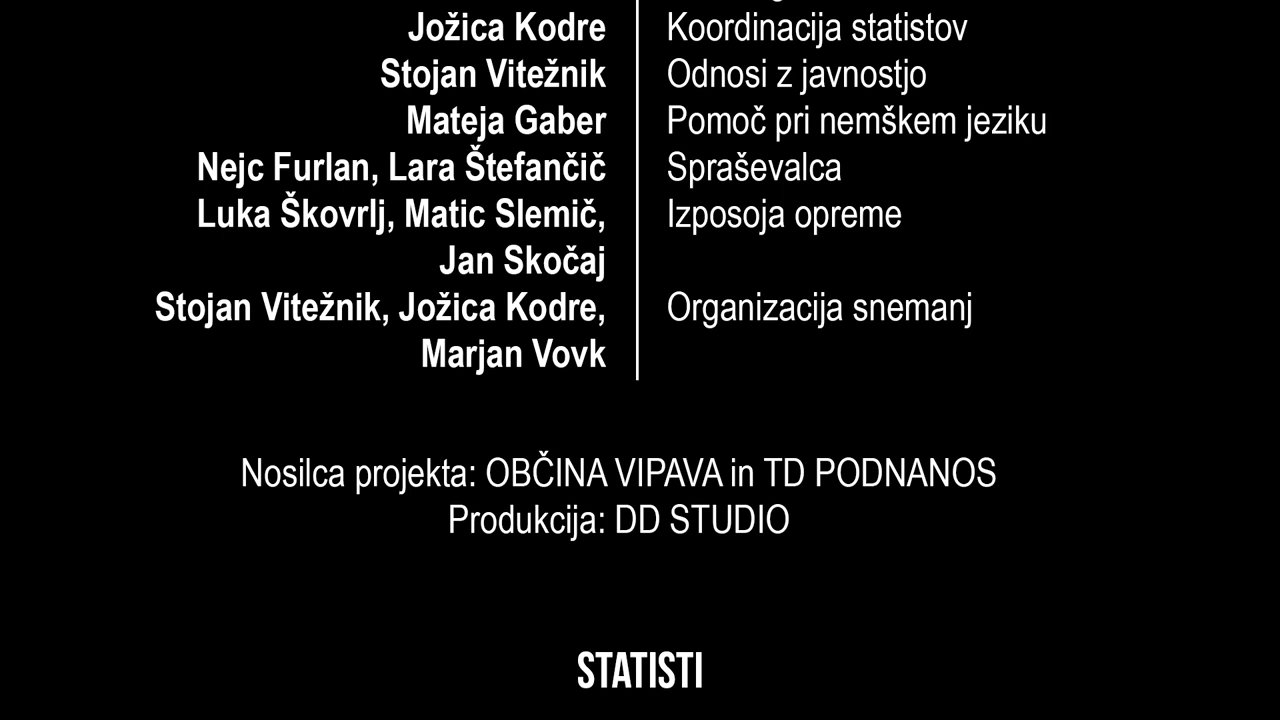 Jožica Kodre Koordinacija statistov
Stojan Vitežnik Odnosi z javnostjo
Mateja Gaber Pomoč pri nemškem jeziku
Nejc Furlan, Lara Štefančič Spraševalca
Luka Škovrlj, Matic Slemič, Izposoja opreme
Jan Skočaj
Stojan Vitežnik, Jožica Kodre, Organizacija snemanj
Marjan Vovk
Nosilca projekta: OBČINA VIPAVA in TD PODNANOS
Produkcija: DD STUDIO
STATISTI